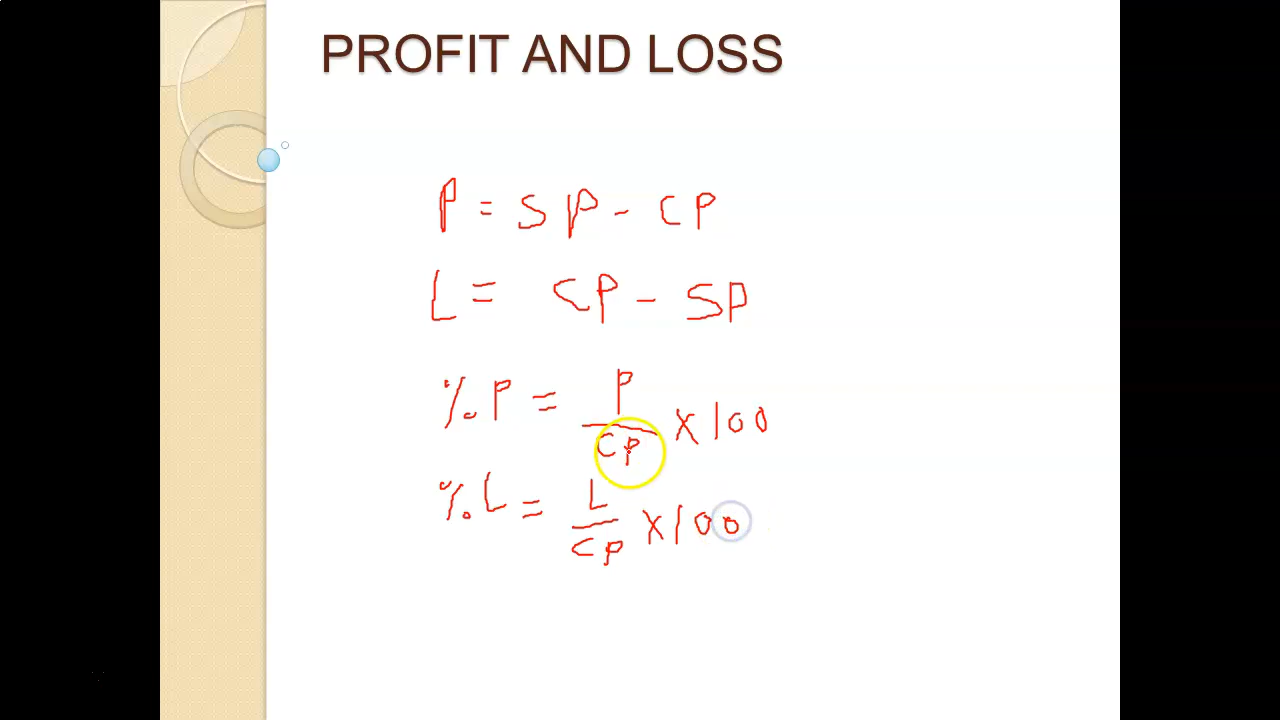 PROFIT AND LOSS
P = SP - CP
L = CP - SP
% P = P/CP x 100
% L = L/CP x 100